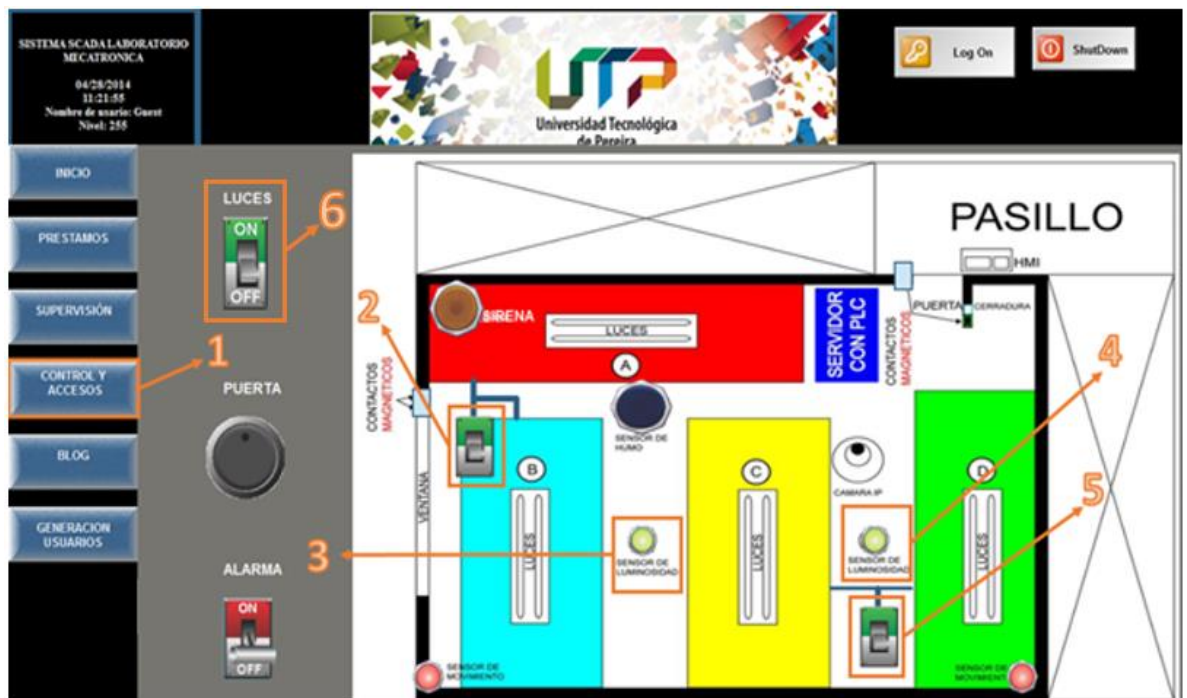 SISTEMA SCADA LABORATORIO
MECATRONICA
04/28/2014
11:21:55
Nombre de usario: Guest
Nivel: 255
UTP
Universidad Tecnológica
de Pereira
Log On
ShutDown
INICIO
PRESTAMOS
SUPERVISIÓN
CONTROL Y
ACCESOS
BLOG
GENERACION
USUARIOS
1
LUCES
ON
OFF
6
PUERTA
ALARMA
ON
OFF
PASILLO
HMI
PUERTA
CERRADURA
CONTACTOS
MAGNETICOS
SERVIDOR
CON PLC
SIRENA
LUCES
A
2
CONTACTOS
MAGNETICOS
VENTANA
SENSOR DE
HUMO
B
LUCES
3
SENSOR DE
LUMINOSIDAD
C
LUCES
CAMARA IP
4
SENSOR DE
LUMINOSIDAD
D
LUCES
5
SENSOR DE
MOVIMIENTO
SENSOR DE